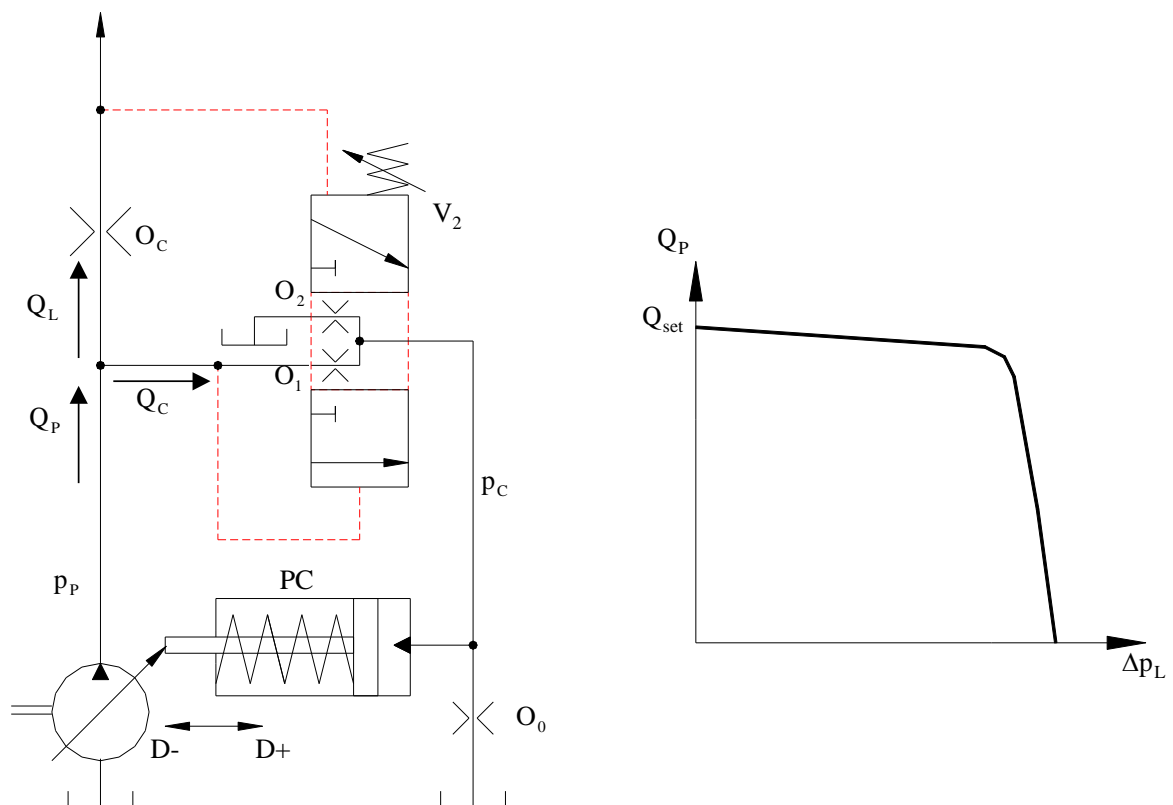 V₂
O_C
Q_P
Q_L
O₂
Q_set
O₁
Q_C
Q_P
p_C
PC
p_P
Δp_L
O₀
D-
D+